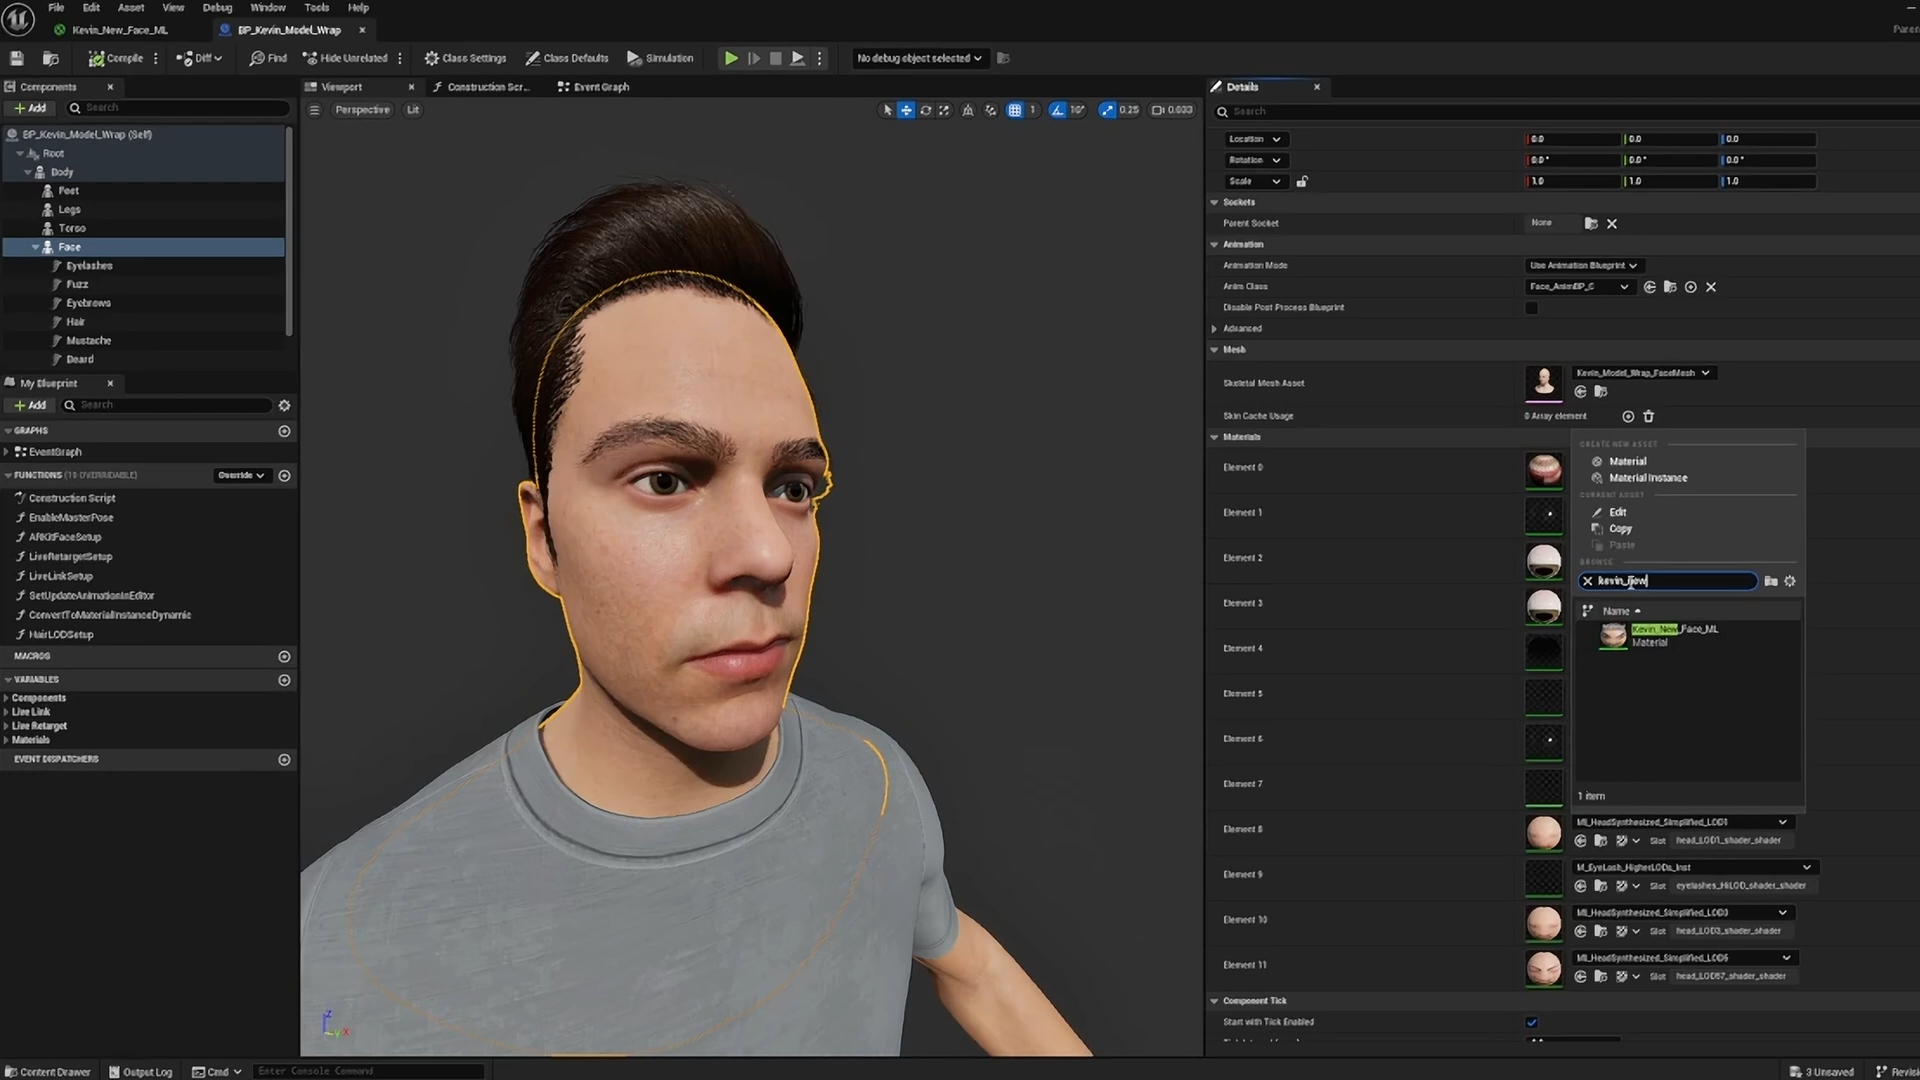 File Edit Asset View Debug Window Tools Help
Kevin_New_Face_ML
BP_Kevin_Model_Wrap
Compile
Diff
Find
Hide Unrelated
Class Settings
Class Defaults
Simulation
No debug object selected
Components
Add
Search
BP_Kevin_Model_Wrap (Self)
Root
Body
Feet
Legs
Torso
Face
Eyelashes
Fuzz
Eyebrows
Hair
Mustache
Beard
My Blueprint
Add
Search
GRAPHS
EventGraph
FUNCTIONS (10 OVERRIDABLE)
Override
Construction Script
EnableMasterPose
ARKitFaceSetup
LiveRetargetSetup
LiveLinkSetup
SetUpdateAnimationInEditor
ConvertToMaterialInstanceDynamic
HairLODSetup
MACROS
VARIABLES
Components
Live Link
Live Retarget
Materials
EVENT DISPATCHERS
Viewport
Construction Scr...
Event Graph
Perspective
Lit
1
10°
0.25
0.033
Z
X
Details
Search
Location
0.0 0.0 0.0
Rotation
0.0° 0.0° 0.0°
Scale
1.0 1.0 1.0
Sockets
Parent Socket
None
Animation
Animation Mode
Use Animation Blueprint
Anim Class
Face_AnimBP_C
Disable Post Process Blueprint
Advanced
Mesh
Skeletal Mesh Asset
Kevin_Model_Wrap_FaceMesh
Skin Cache Usage
0 Array element
Materials
Element 0
Element 1
Element 2
Element 3
Element 4
Element 5
Element 6
Element 7
Element 8
Element 9
Element 10
Element 11
CREATE NEW ASSET
Material
Material Instance
CURRENT ASSET
Edit
Copy
Paste
BROWSE
kevin_new
Name
Kevin_New_Face_ML
Material
1 item
MI_HeadSynthesized_Simplified_LOD1
Slot head_LOD1_shader_shader
M_EyeLash_HigherLODs_Inst
Slot eyelashes_HiLOD_shader_shader
MI_HeadSynthesized_Simplified_LOD3
Slot head_LOD3_shader_shader
MI_HeadSynthesized_Simplified_LOD5
Slot head_LOD57_shader_shader
Component Tick
Start with Tick Enabled
Content Drawer
Output Log
Cmd
Enter Console Command
3 Unsaved